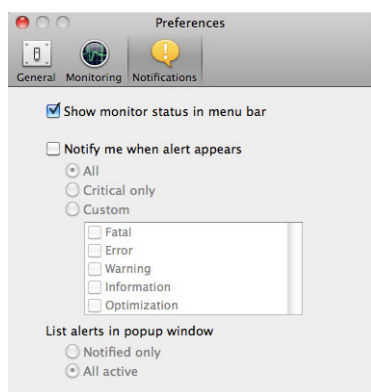 Preferences
General Monitoring Notifications
Show monitor status in menu bar
Notify me when alert appears
All
Critical only
Custom
Fatal
Error
Warning
Information
Optimization
List alerts in popup window
Notified only
All active